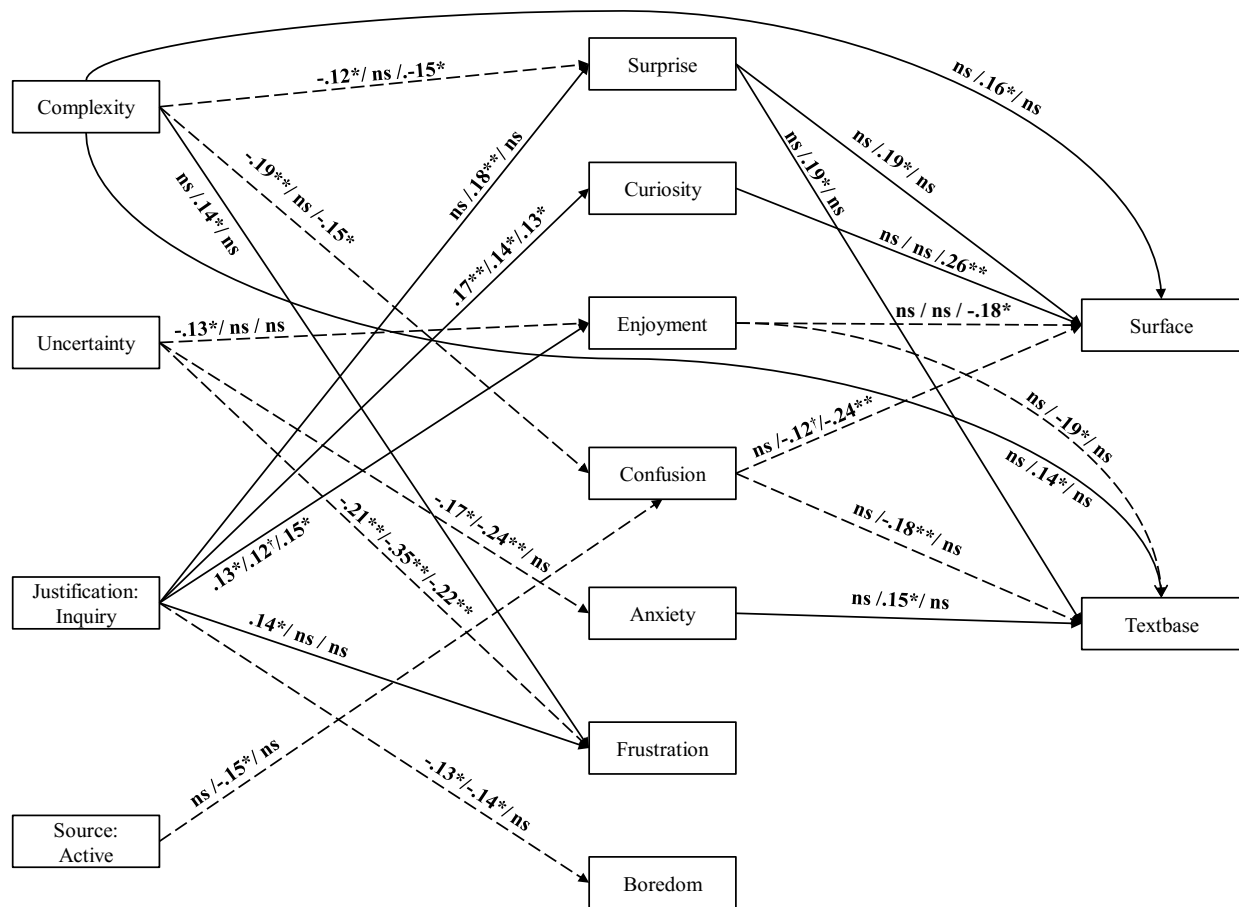 Complexity
Uncertainty
Justification:
Inquiry
Source:
Active
Surprise
Curiosity
Enjoyment
Confusion
Anxiety
Frustration
Boredom
Surface
Textbase
-.12*/ ns /.-15*
-.19**/ ns /-.15*
ns /.14*/ ns
ns /.18**/ ns
.17**/.14*/.13*
-.13*/ ns / ns
.13*/.12†/.15*
-.17*/-.24**/ ns
-.21**/-.35**/-.22**
.14*/ ns / ns
-.13*/-.14*/ ns
ns /-.15*/ ns
ns /.16*/ ns
ns /.19*/ ns
ns /.19*/ ns
ns / ns /.26**
ns / ns / -.18*
ns /-.12†/-.24**
ns /-.19*/ ns
ns /.14*/ ns
ns /-.18**/ ns
ns /.15*/ ns